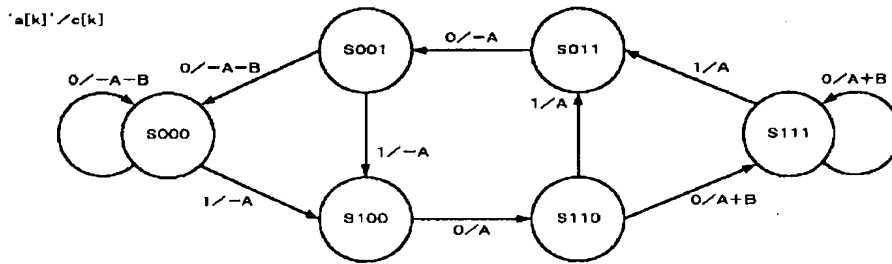 'a[k]'/c[k]
S001
0/-A
S011
0/-A-B
0/-A-B
1/A
0/A+B
S000
1/A
S111
1/-A
1/-A
S100
0/A
S110
0/A+B